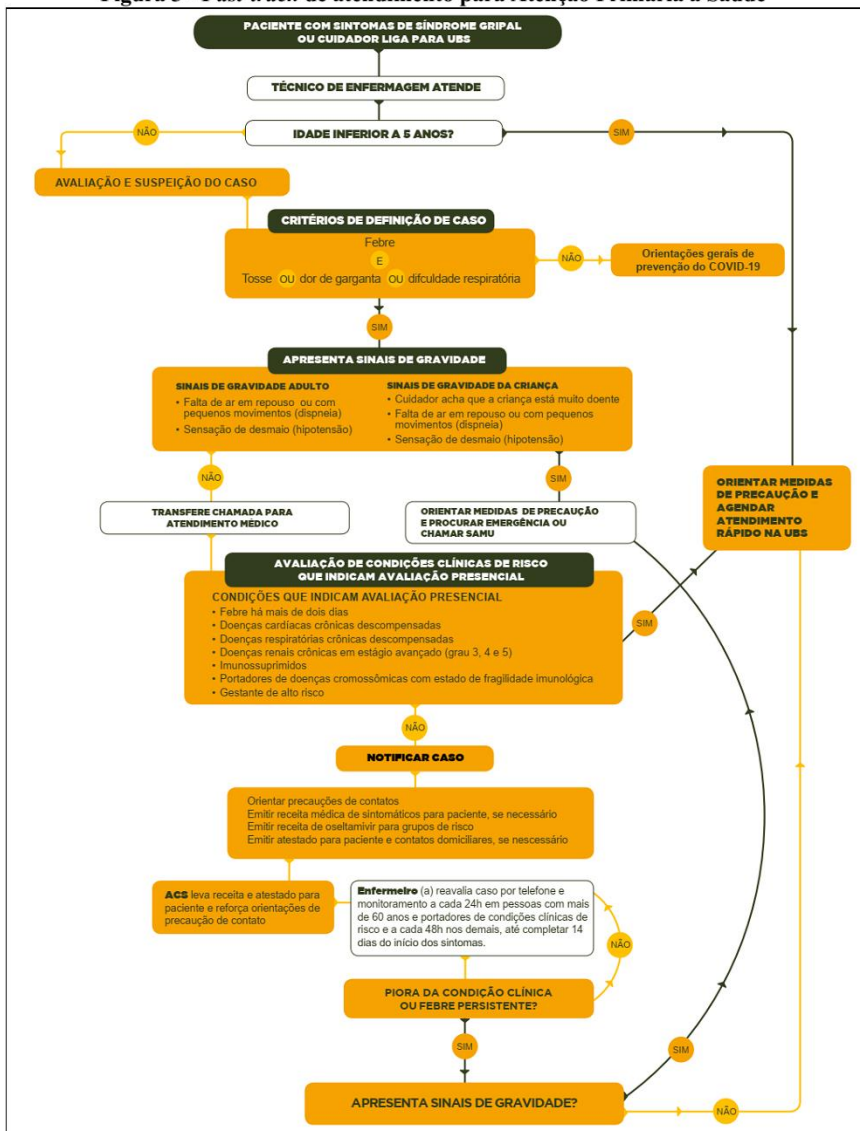 Figura 3 - Fast-track de atendimento para Atenção Primária à Saúde
PACIENTE COM SINTOMAS DE SÍNDROME GRIPAL
OU CUIDADOR LIGA PARA UBS
TÉCNICO DE ENFERMAGEM ATENDE
IDADE INFERIOR A 5 ANOS?
NÃO
SIM
AVALIAÇÃO E SUSPEIÇÃO DO CASO
CRITÉRIOS DE DEFINIÇÃO DE CASO
Febre
E
Tosse OU dor de garganta OU difculdade respiratória
NÃO
Orientações gerais de
prevenção do COVID-19
SIM
APRESENTA SINAIS DE GRAVIDADE
SINAIS DE GRAVIDADE ADULTO
• Falta de ar em repouso ou com
pequenos movimentos (dispneia)
• Sensação de desmaio (hipotensão)
SINAIS DE GRAVIDADE DA CRIANÇA
• Cuidador acha que a criança está muito doente
• Falta de ar em repouso ou com pequenos
movimentos (dispneia)
• Sensação de desmaio (hipotensão)
NÃO
SIM
ORIENTAR MEDIDAS
DE PRECAUÇÃO E
AGENDAR
ATENDIMENTO
RÁPIDO NA UBS
TRANSFERE CHAMADA PARA
ATENDIMENTO MÉDICO
ORIENTAR MEDIDAS DE PRECAUÇÃO
E PROCURAR EMERGÊNCIA OU
CHAMAR SAMU
AVALIAÇÃO DE CONDIÇÕES CLÍNICAS DE RISCO
QUE INDICAM AVALIAÇÃO PRESENCIAL
CONDIÇÕES QUE INDICAM AVALIAÇÃO PRESENCIAL
• Febre há mais de dois dias
• Doenças cardíacas crônicas descompensadas
• Doenças respiratórias crônicas descompensadas
• Doenças renais crônicas em estágio avançado (grau 3, 4 e 5)
• Imunossuprimidos
• Portadores de doenças cromossômicas com estado de fragilidade imunológica
• Gestante de alto risco
SIM
NÃO
NOTIFICAR CASO
Orientar precauções de contatos
Emitir receita médica de sintomáticos para paciente, se necessário
Emitir receita de oseltamivir para grupos de risco
Emitir atestado para paciente e contatos domiciliares, se nescessário
ACS leva receita e atestado para
paciente e reforça orientações de
precaução de contato
Enfermeiro (a) reavalia caso por telefone e
monitoramento a cada 24h em pessoas com mais
de 60 anos e portadores de condições clínicas de
risco e a cada 48h nos demais, até completar 14
dias do início dos sintomas.
NÃO
PIORA DA CONDIÇÃO CLÍNICA
OU FEBRE PERSISTENTE?
SIM
SIM
APRESENTA SINAIS DE GRAVIDADE?
NÃO